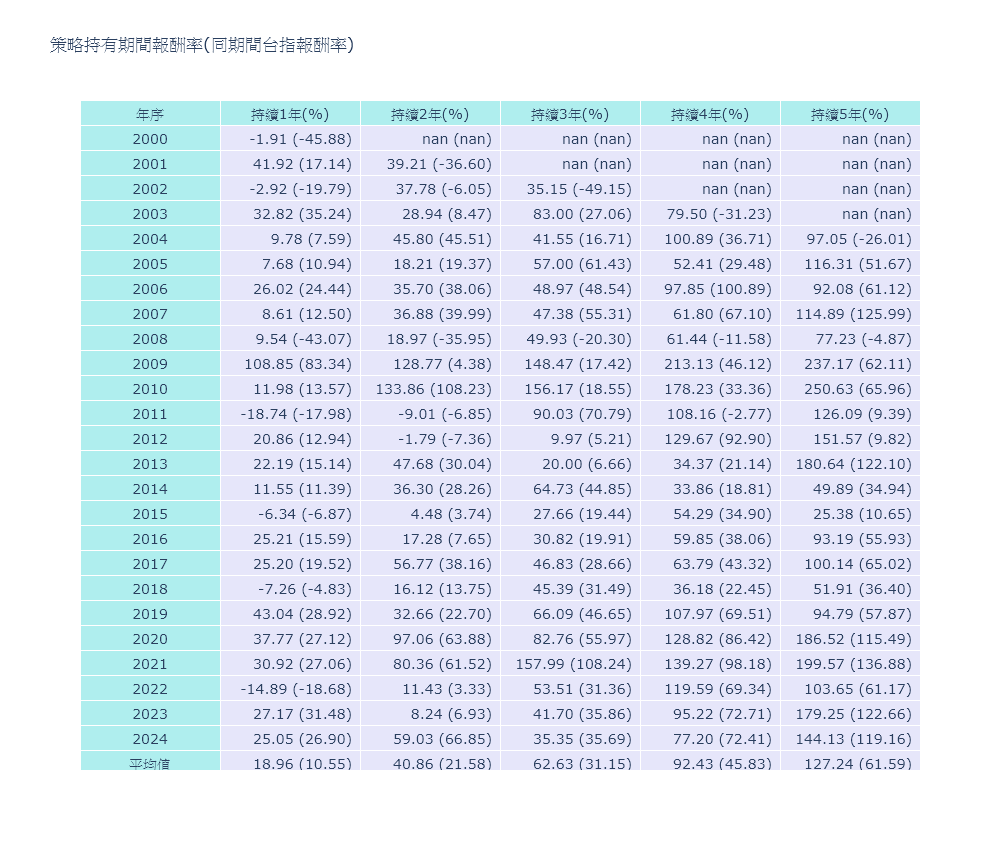 策略持有期間報酬率(同期間台指報酬率)
年序 持續1年(%) 持續2年(%) 持續3年(%) 持續4年(%) 持續5年(%)
2000 -1.91 (-45.88) nan (nan) nan (nan) nan (nan) nan (nan)
2001 41.92 (17.14) 39.21 (-36.60) nan (nan) nan (nan) nan (nan)
2002 -2.92 (-19.79) 37.78 (-6.05) 35.15 (-49.15) nan (nan) nan (nan)
2003 32.82 (35.24) 28.94 (8.47) 83.00 (27.06) 79.50 (-31.23) nan (nan)
2004 9.78 (7.59) 45.80 (45.51) 41.55 (16.71) 100.89 (36.71) 97.05 (-26.01)
2005 7.68 (10.94) 18.21 (19.37) 57.00 (61.43) 52.41 (29.48) 116.31 (51.67)
2006 26.02 (24.44) 35.70 (38.06) 48.97 (48.54) 97.85 (100.89) 92.08 (61.12)
2007 8.61 (12.50) 36.88 (39.99) 47.38 (55.31) 61.80 (67.10) 114.89 (125.99)
2008 9.54 (-43.07) 18.97 (-35.95) 49.93 (-20.30) 61.44 (-11.58) 77.23 (-4.87)
2009 108.85 (83.34) 128.77 (4.38) 148.47 (17.42) 213.13 (46.12) 237.17 (62.11)
2010 11.98 (13.57) 133.86 (108.23) 156.17 (18.55) 178.23 (33.36) 250.63 (65.96)
2011 -18.74 (-17.98) -9.01 (-6.85) 90.03 (70.79) 108.16 (-2.77) 126.09 (9.39)
2012 20.86 (12.94) -1.79 (-7.36) 9.97 (5.21) 129.67 (92.90) 151.57 (9.82)
2013 22.19 (15.14) 47.68 (30.04) 20.00 (6.66) 34.37 (21.14) 180.64 (122.10)
2014 11.55 (11.39) 36.30 (28.26) 64.73 (44.85) 33.86 (18.81) 49.89 (34.94)
2015 -6.34 (-6.87) 4.48 (3.74) 27.66 (19.44) 54.29 (34.90) 25.38 (10.65)
2016 25.21 (15.59) 17.28 (7.65) 30.82 (19.91) 59.85 (38.06) 93.19 (55.93)
2017 25.20 (19.52) 56.77 (38.16) 46.83 (28.66) 63.79 (43.32) 100.14 (65.02)
2018 -7.26 (-4.83) 16.12 (13.75) 45.39 (31.49) 36.18 (22.45) 51.91 (36.40)
2019 43.04 (28.92) 32.66 (22.70) 66.09 (46.65) 107.97 (69.51) 94.79 (57.87)
2020 37.77 (27.12) 97.06 (63.88) 82.76 (55.97) 128.82 (86.42) 186.52 (115.49)
2021 30.92 (27.06) 80.36 (61.52) 157.99 (108.24) 139.27 (98.18) 199.57 (136.88)
2022 -14.89 (-18.68) 11.43 (3.33) 53.51 (31.36) 119.59 (69.34) 103.65 (61.17)
2023 27.17 (31.48) 8.24 (6.93) 41.70 (35.86) 95.22 (72.71) 179.25 (122.66)
2024 25.05 (26.90) 59.03 (66.85) 35.35 (35.69) 77.20 (72.41) 144.13 (119.16)
平均值 18.96 (10.55) 40.86 (21.58) 62.63 (31.15) 92.43 (45.83) 127.24 (61.59)